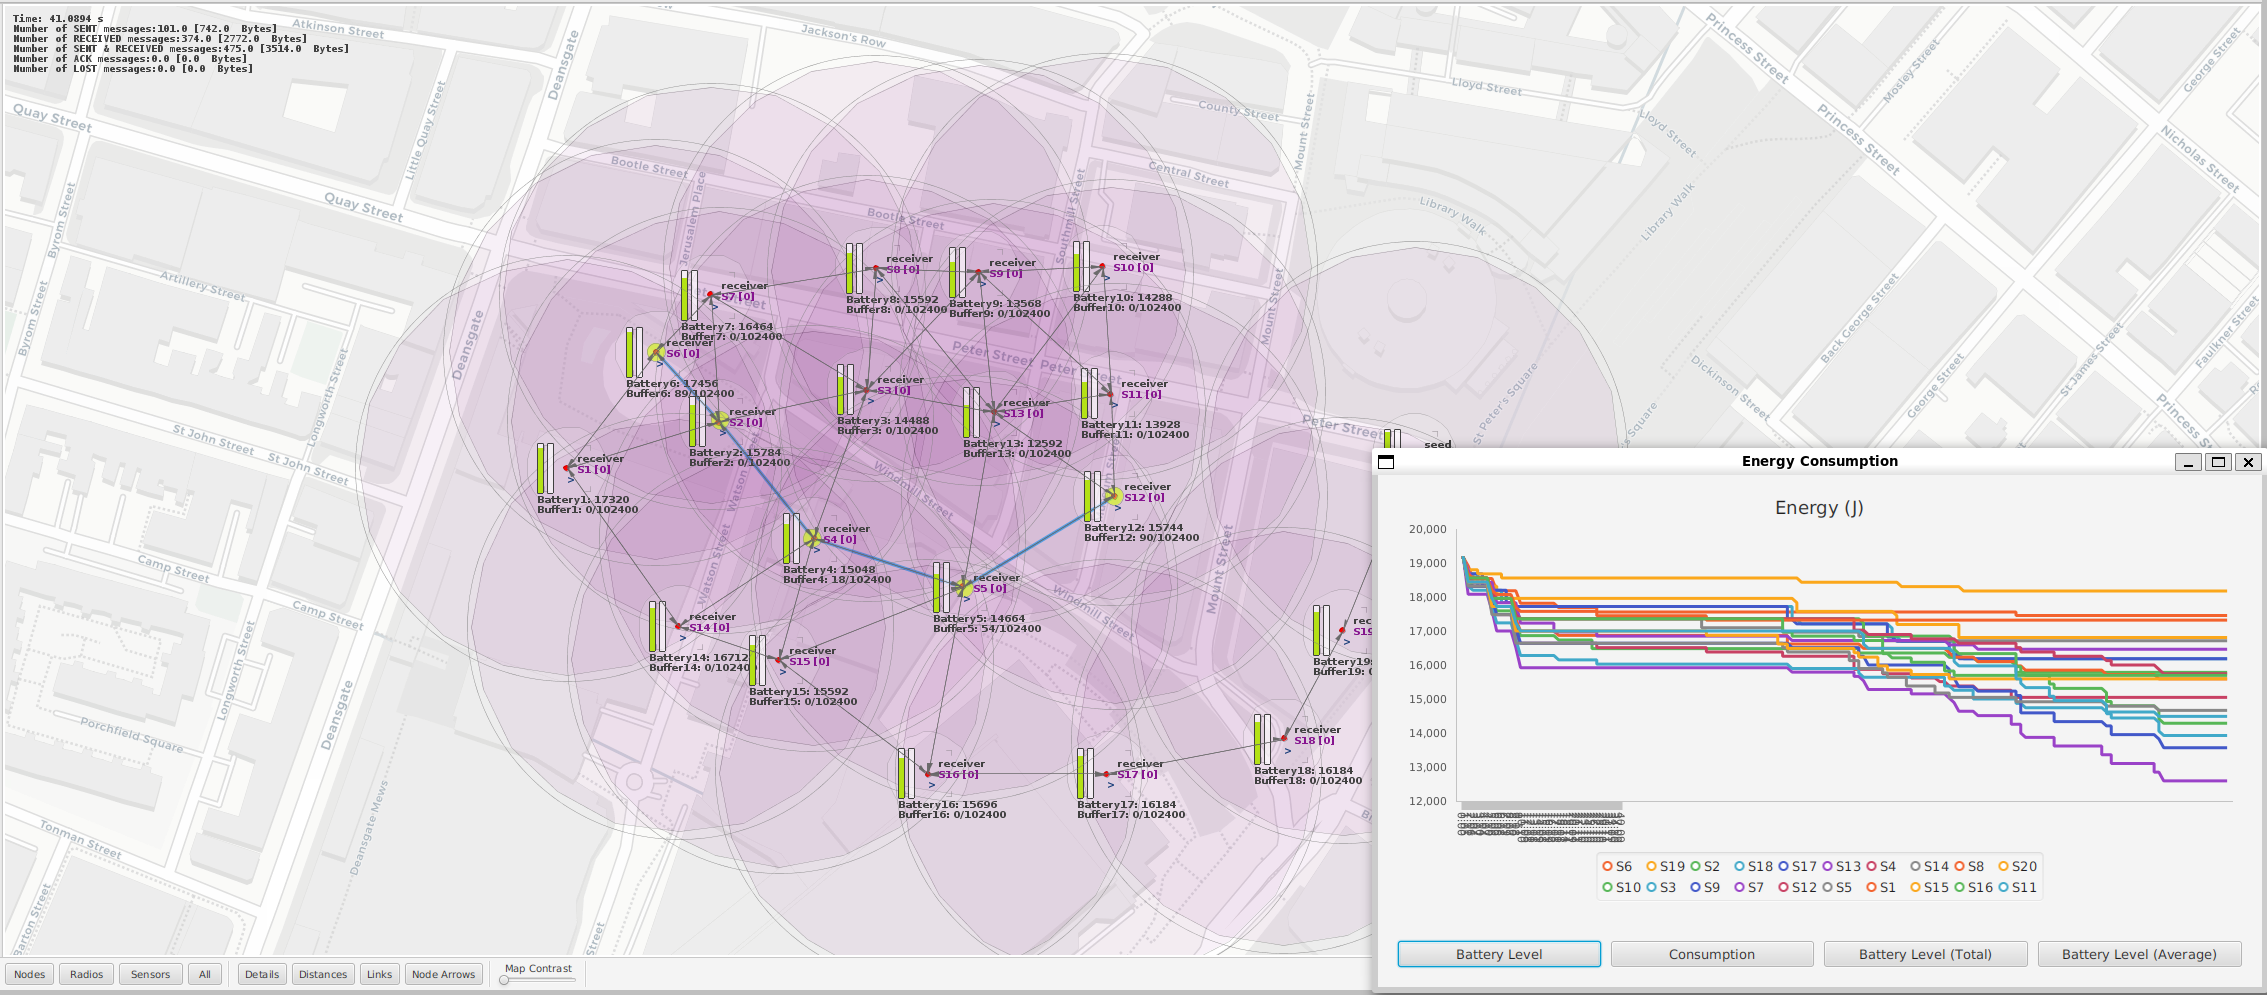 Time: 41.0894 s
Number of SENT messages:101.0 [742.0  Bytes]
Number of RECEIVED messages:374.0 [2772.0  Bytes]
Number of SENT & RECEIVED messages:475.0 [3514.0  Bytes]
Number of ACK messages:0.0 [0.0  Bytes]
Number of LOST messages:0.0 [0.0  Bytes]
Atkinson Street
Deansgate
Jackson's Row
Lloyd Street
Princess Street
Mosley Street
George Street
Quay Street
Little Quay Street
County Street
Mount Street
Lloyd Street
Princess Street
Nicholas Street
Bootle Street
Jerusalem Place
Central Street
Southmill Street
Library Walk
Library Walk
Byrom Street
Quay Street
Bootle Street
Artillery Street
Deansgate
Longworth Street
Peter Street
Peter Street
Mount Street
Back George Street
Dickinson Street
St James Street
Faulkner Street
George Street
Princess
St Peter's Square
Byrom Street
St John Street
St John Street
Peter Street
Watson Street
Windmill Street
Windmill Street
Mount Street
Camp Street
Camp Street
Longworth Street
Deansgate
Porchfield Square
Watson Street
Deansgate Mews
Tonman Street
Barton Street
receiver
S8 [0]
Battery8: 15592
Buffer8: 0/102400
receiver
S9 [0]
Battery9: 13568
Buffer9: 0/102400
receiver
S10 [0]
Battery10: 14288
Buffer10: 0/102400
receiver
S7 [0]
Battery7: 16464
Buffer7: 0/102400
receiver
S6 [0]
Battery6: 17456
Buffer6: 89/102400
receiver
S3 [0]
Battery3: 14488
Buffer3: 0/102400
receiver
S13 [0]
Battery13: 12592
Buffer13: 0/102400
receiver
S11 [0]
Battery11: 13928
Buffer11: 0/102400
receiver
S2 [0]
Battery2: 15784
Buffer2: 0/102400
receiver
S1 [0]
Battery1: 17320
Buffer1: 0/102400
receiver
S12 [0]
Battery12: 15744
Buffer12: 90/102400
receiver
S4 [0]
Battery4: 15048
Buffer4: 18/102400
receiver
S5 [0]
Battery5: 14664
Buffer5: 54/102400
receiver
S14 [0]
Battery14: 16712
Buffer14: 0/102400
receiver
S15 [0]
Battery15: 15592
Buffer15: 0/102400
receiver
S16 [0]
Battery16: 15696
Buffer16: 0/102400
receiver
S17 [0]
Battery17: 16184
Buffer17: 0/102400
receiver
S18 [0]
Battery18: 16184
Buffer18: 0/102400
rec
S19
Battery19:
Buffer19: 0
seed
Energy Consumption
Energy (J)
20,000
19,000
18,000
17,000
16,000
15,000
14,000
13,000
12,000
S6 S19 S2 S18 S17 S13 S4 S14 S8 S20
S10 S3 S9 S7 S12 S5 S1 S15 S16 S11
Battery Level Consumption Battery Level (Total) Battery Level (Average)
Nodes Radios Sensors All Details Distances Links Node Arrows Map Contrast